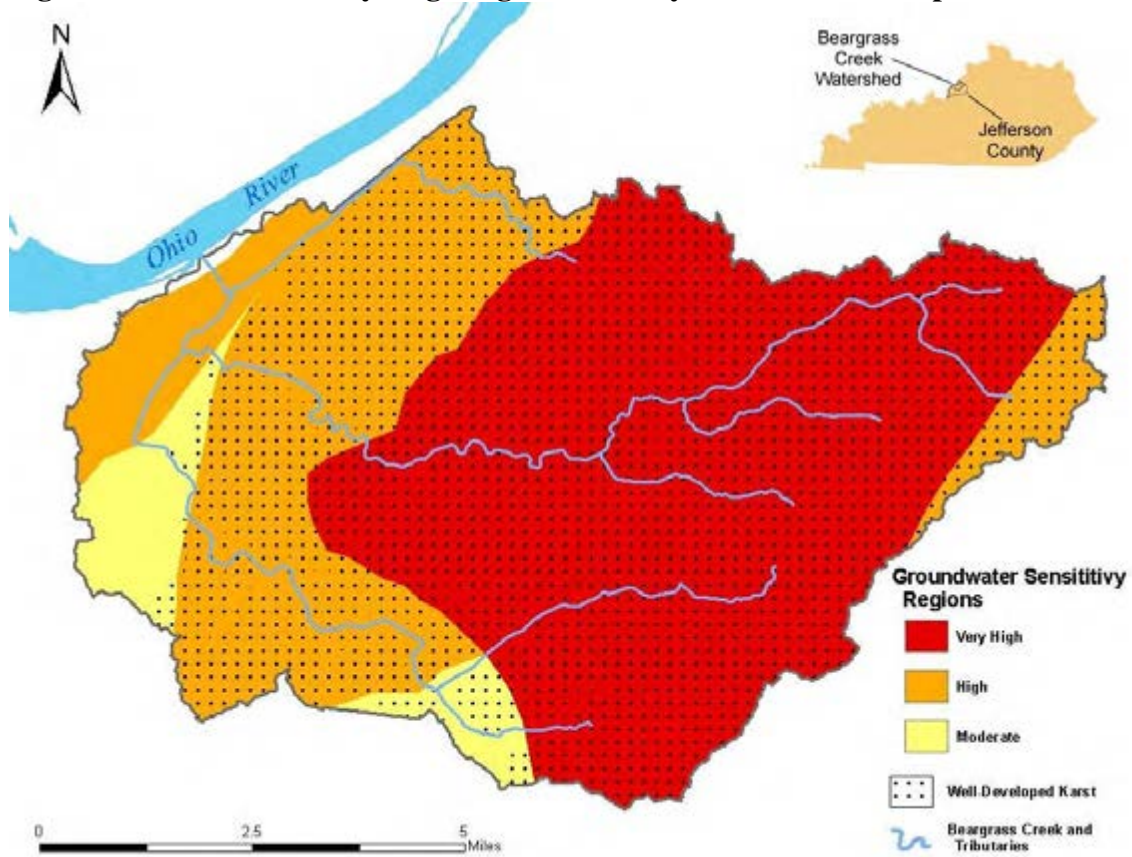 N
Beargrass
Creek
Watershed
Jefferson
County
Ohio River
Groundwater Sensititivy
Regions
Very High
High
Moderate
Well-Developed Karst
Beargrass Creek and
Tributaries
0 2.5 5
Miles